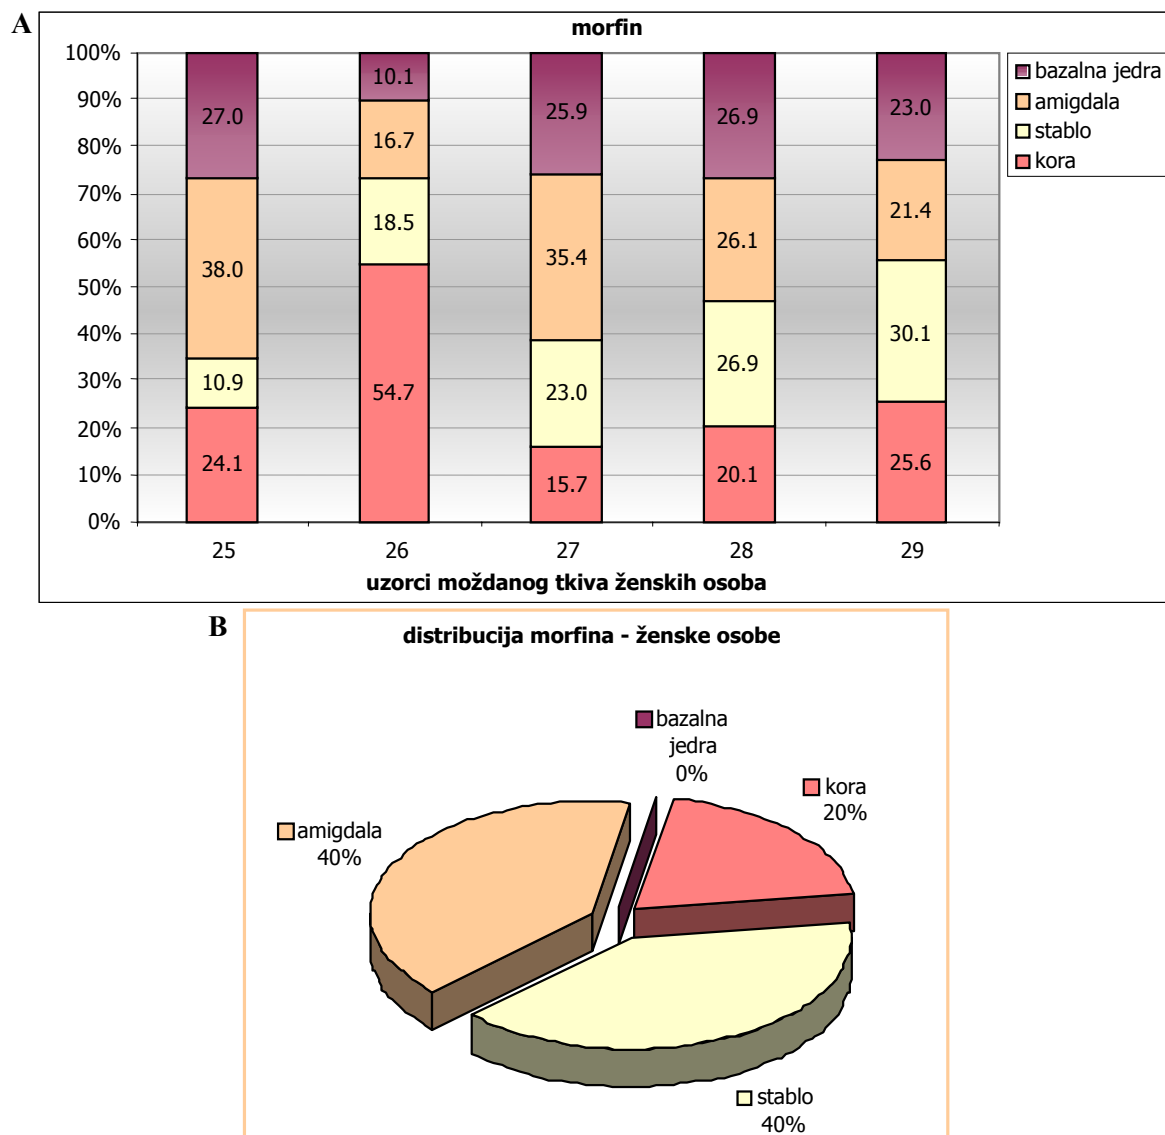 A
morfin
100%
90%
80%
70%
60%
50%
40%
30%
20%
10%
0%
27.0
10.1
25.9
26.9
23.0
38.0
16.7
35.4
26.1
21.4
10.9
18.5
23.0
26.9
30.1
24.1
54.7
15.7
20.1
25.6
25 26 27 28 29
uzorci moždanog tkiva ženskih osoba
bazalna jedra
amigdala
stablo
kora
B
distribucija morfina - ženske osobe
bazalna
jedra
0%
kora
20%
amigdala
40%
stablo
40%